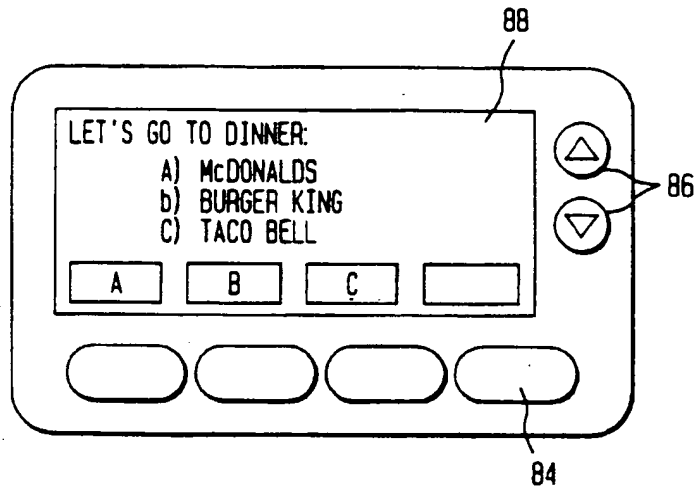 88
LET'S GO TO DINNER:
A) McDONALDS
b) BURGER KING
C) TACO BELL
86
A B C
84